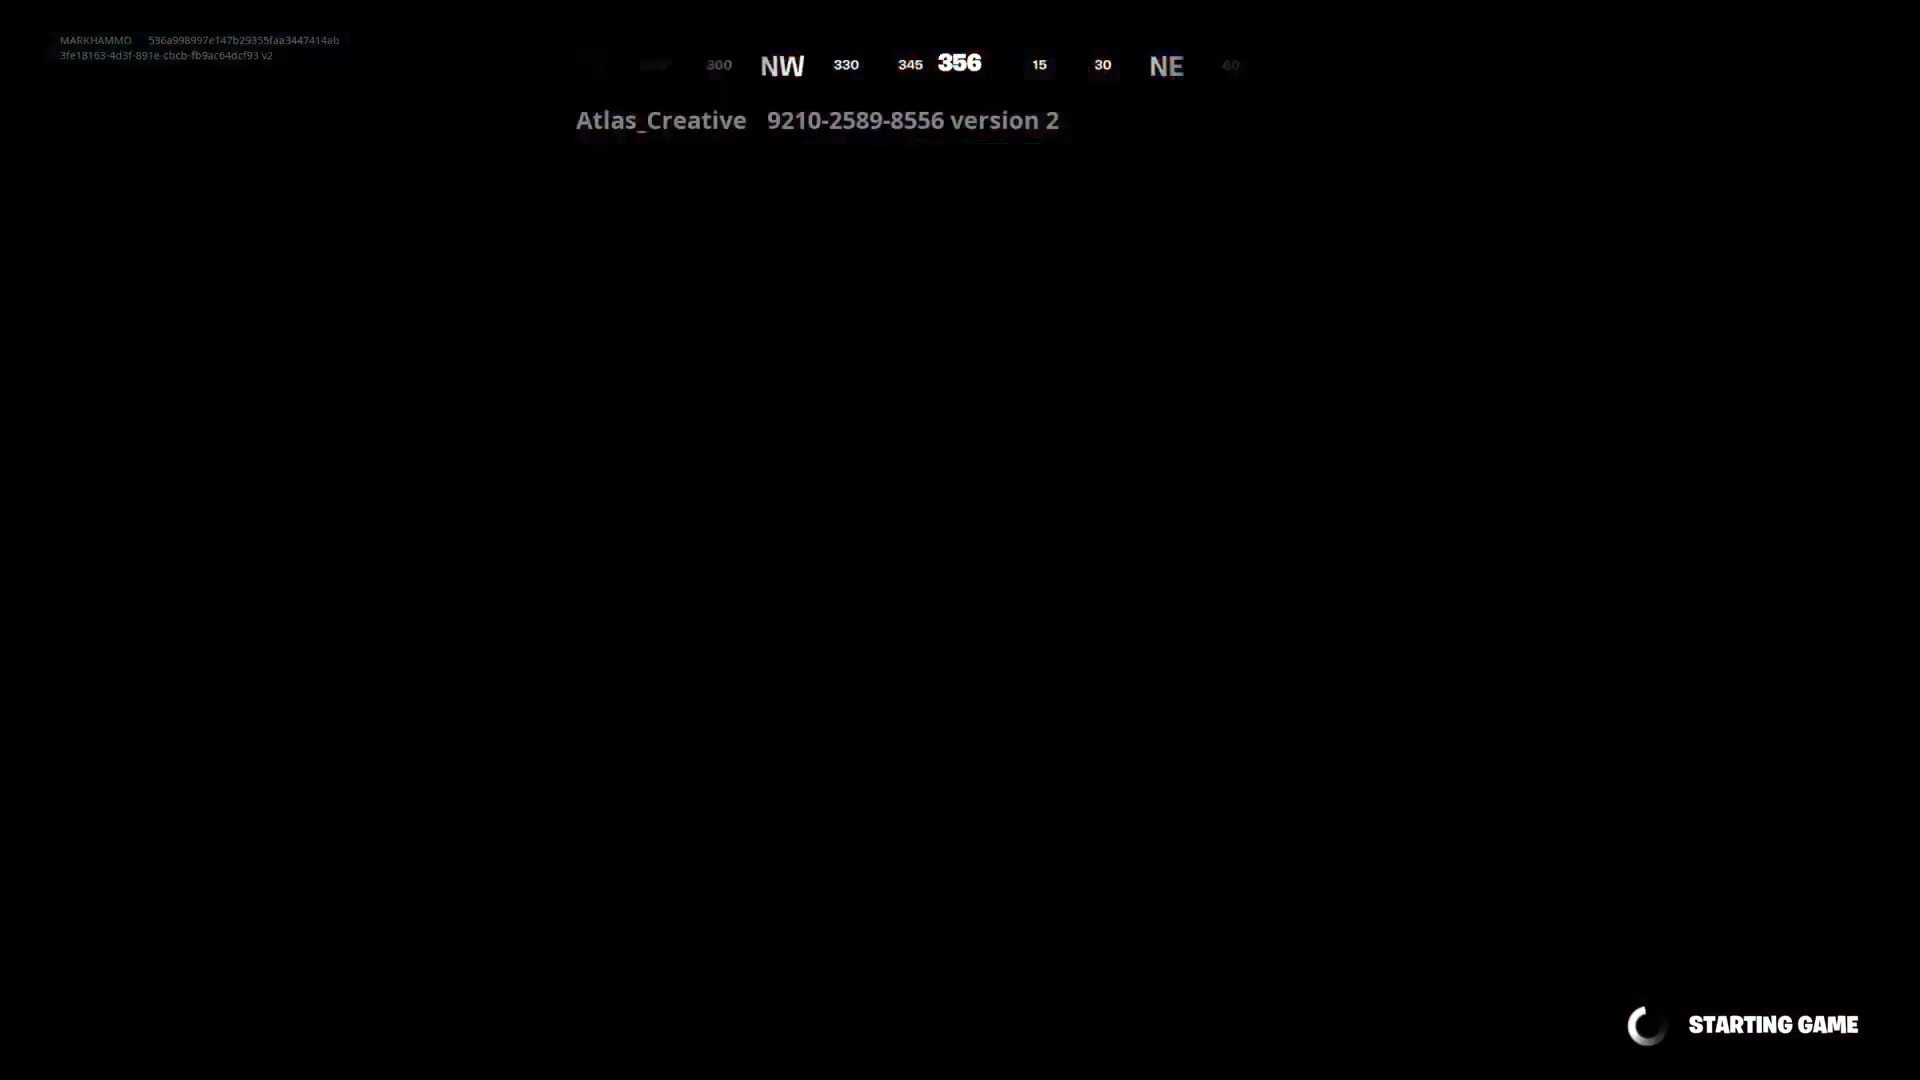 MARKHAMMO 536a998997e147b29355faa3447414ab
3fe18163-4d3f-891e-cbcb-fb9ac64dcf93 v2
300 NW 330 345 356 15 30 NE 60
Atlas_Creative 9210-2589-8556 version 2
STARTING GAME